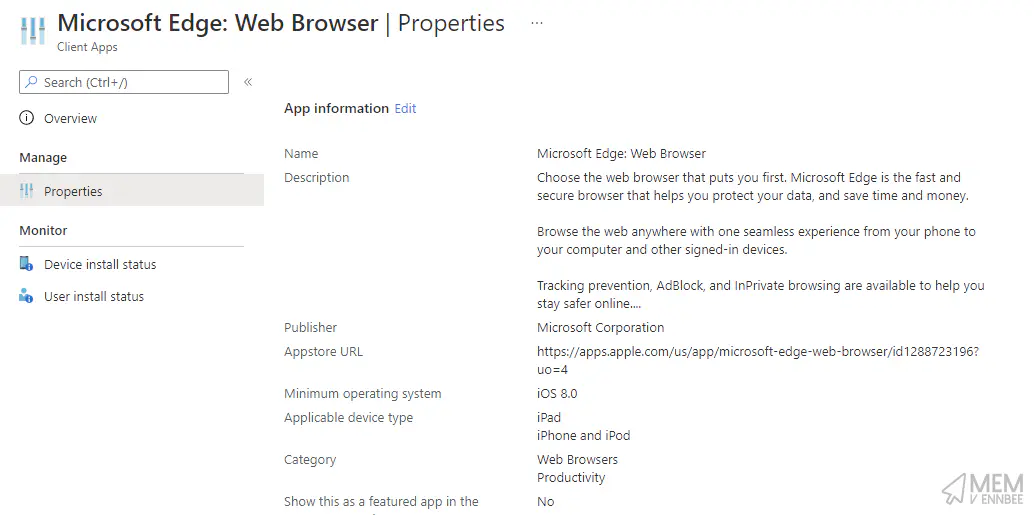 Microsoft Edge: Web Browser | Properties ...
Client Apps
Search (Ctrl+/) «
Overview
Manage
Properties
Monitor
Device install status
User install status
App information Edit
Name Microsoft Edge: Web Browser
Description Choose the web browser that puts you first. Microsoft Edge is the fast and
secure browser that helps you protect your data, and save time and money.
Browse the web anywhere with one seamless experience from your phone to
your computer and other signed-in devices.
Tracking prevention, AdBlock, and InPrivate browsing are available to help you
stay safer online....
Publisher Microsoft Corporation
Appstore URL https://apps.apple.com/us/app/microsoft-edge-web-browser/id1288723196?
uo=4
Minimum operating system iOS 8.0
Applicable device type iPad
iPhone and iPod
Category Web Browsers
Productivity
Show this as a featured app in the No
MEM
V ENNBEE